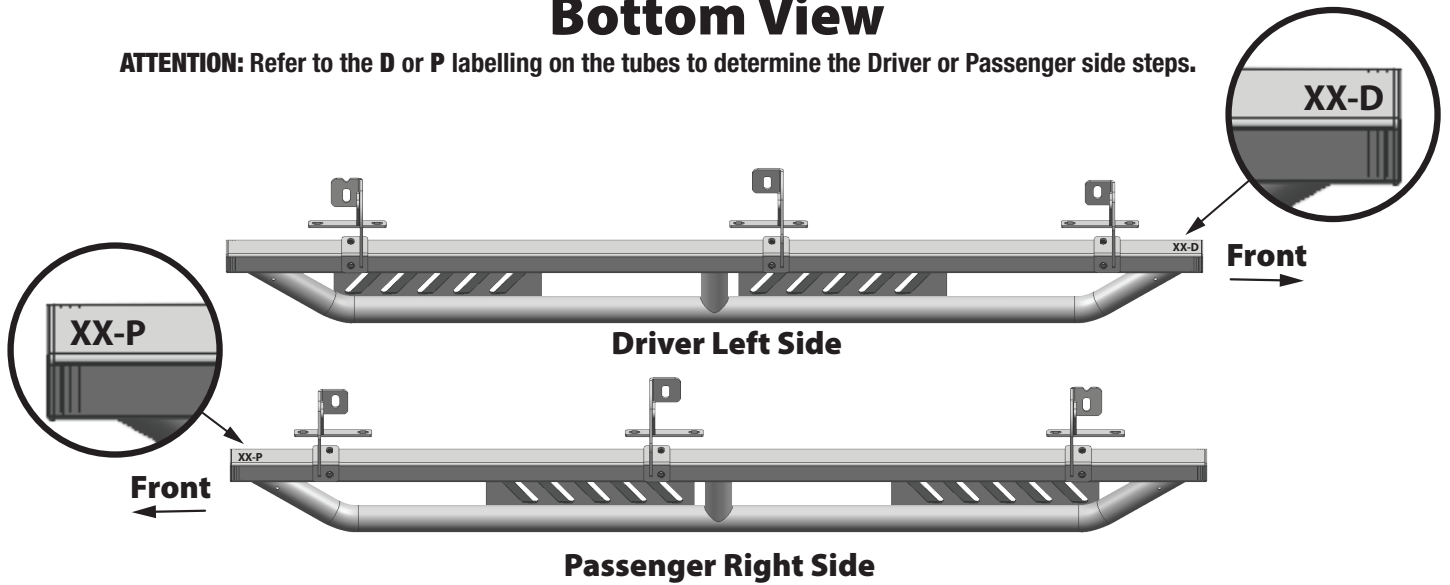 Bottom View
ATTENTION: Refer to the D or P labelling on the tubes to determine the Driver or Passenger side steps.
XX-D
XX-D
Front
XX-P
Driver Left Side
XX-P
Front
Passenger Right Side